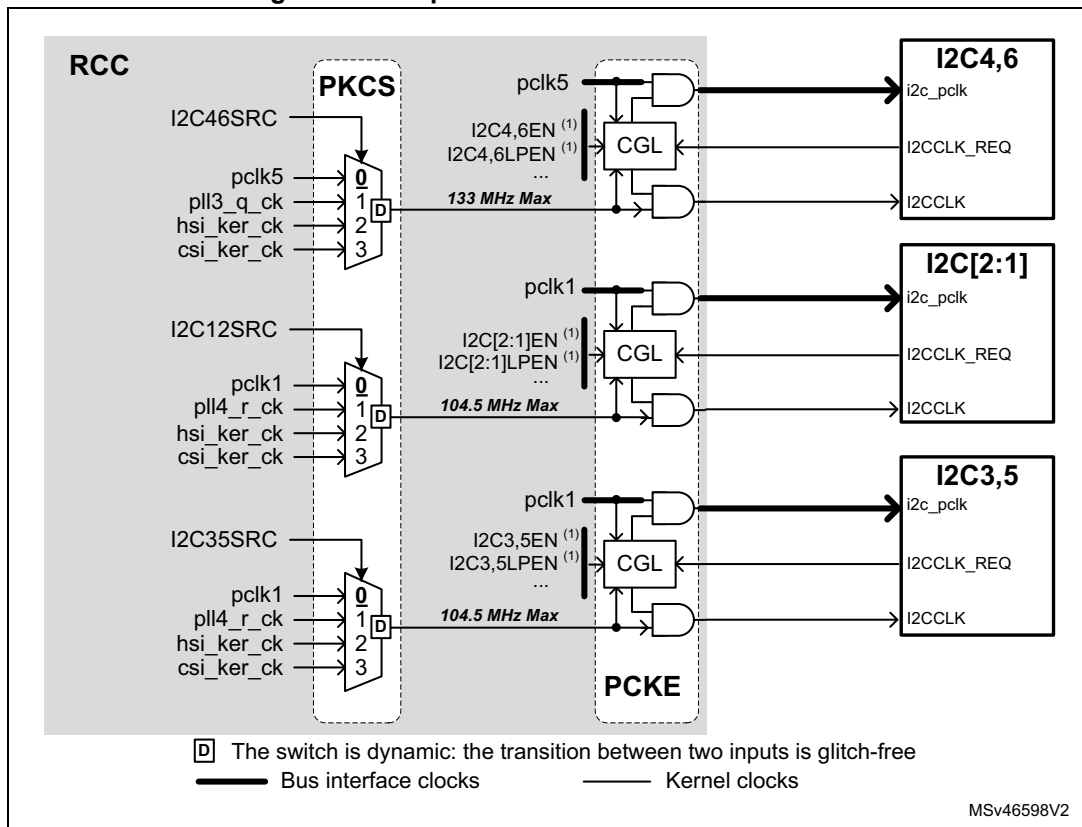 RCC
PKCS
I2C46SRC
pclk5
pll3_q_ck
hsi_ker_ck
csi_ker_ck
0
1
2
3
D
133 MHz Max
pclk5
I2C4,6EN (1)
I2C4,6LPEN (1)
...
CGL
I2C4,6
i2c_pclk
I2CCLK_REQ
I2CCLK
I2C12SRC
pclk1
pll4_r_ck
hsi_ker_ck
csi_ker_ck
0
1
2
3
D
104.5 MHz Max
pclk1
I2C[2:1]EN (1)
I2C[2:1]LPEN (1)
...
CGL
I2C[2:1]
i2c_pclk
I2CCLK_REQ
I2CCLK
I2C35SRC
pclk1
pll4_r_ck
hsi_ker_ck
csi_ker_ck
0
1
2
3
D
104.5 MHz Max
pclk1
I2C3,5EN (1)
I2C3,5LPEN (1)
...
CGL
I2C3,5
i2c_pclk
I2CCLK_REQ
I2CCLK
PCKE
D The switch is dynamic: the transition between two inputs is glitch-free
Bus interface clocks
Kernel clocks
MSv46598V2